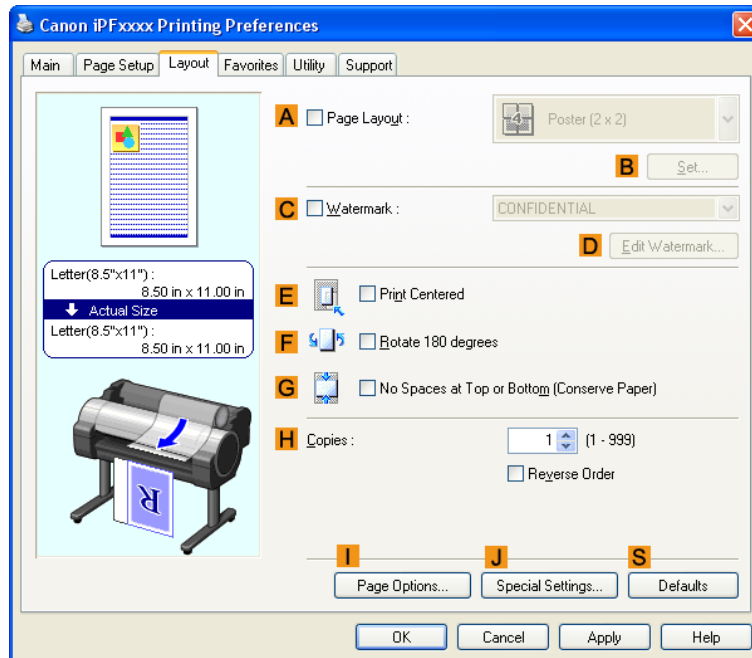 Canon iPFxxxx Printing Preferences
Main Page Setup Layout Favorites Utility Support
A Page Layout : 4 Poster (2 x 2)
B Set...
C Watermark : CONFIDENTIAL
D Edit Watermark...
Letter(8.5"x11") :
8.50 in x 11.00 in
Actual Size
Letter(8.5"x11") :
8.50 in x 11.00 in
E Print Centered
F Rotate 180 degrees
G No Spaces at Top or Bottom (Conserve Paper)
H Copies : 1 (1 - 999)
Reverse Order
R
I J S
Page Options... Special Settings... Defaults
OK Cancel Apply Help